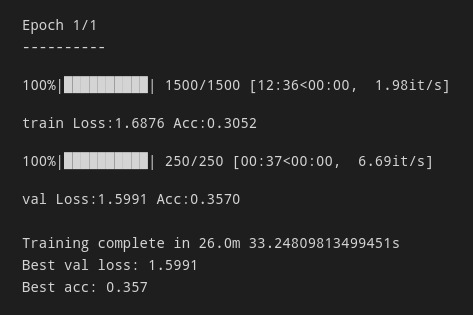 Epoch 1/1
----------
100%|██████████| 1500/1500 [12:36<00:00,  1.98it/s]
train Loss:1.6876 Acc:0.3052
100%|██████████| 250/250 [00:37<00:00,  6.69it/s]
val Loss:1.5991 Acc:0.3570
Training complete in 26.0m 33.24809813499451s
Best val loss: 1.5991
Best acc: 0.357